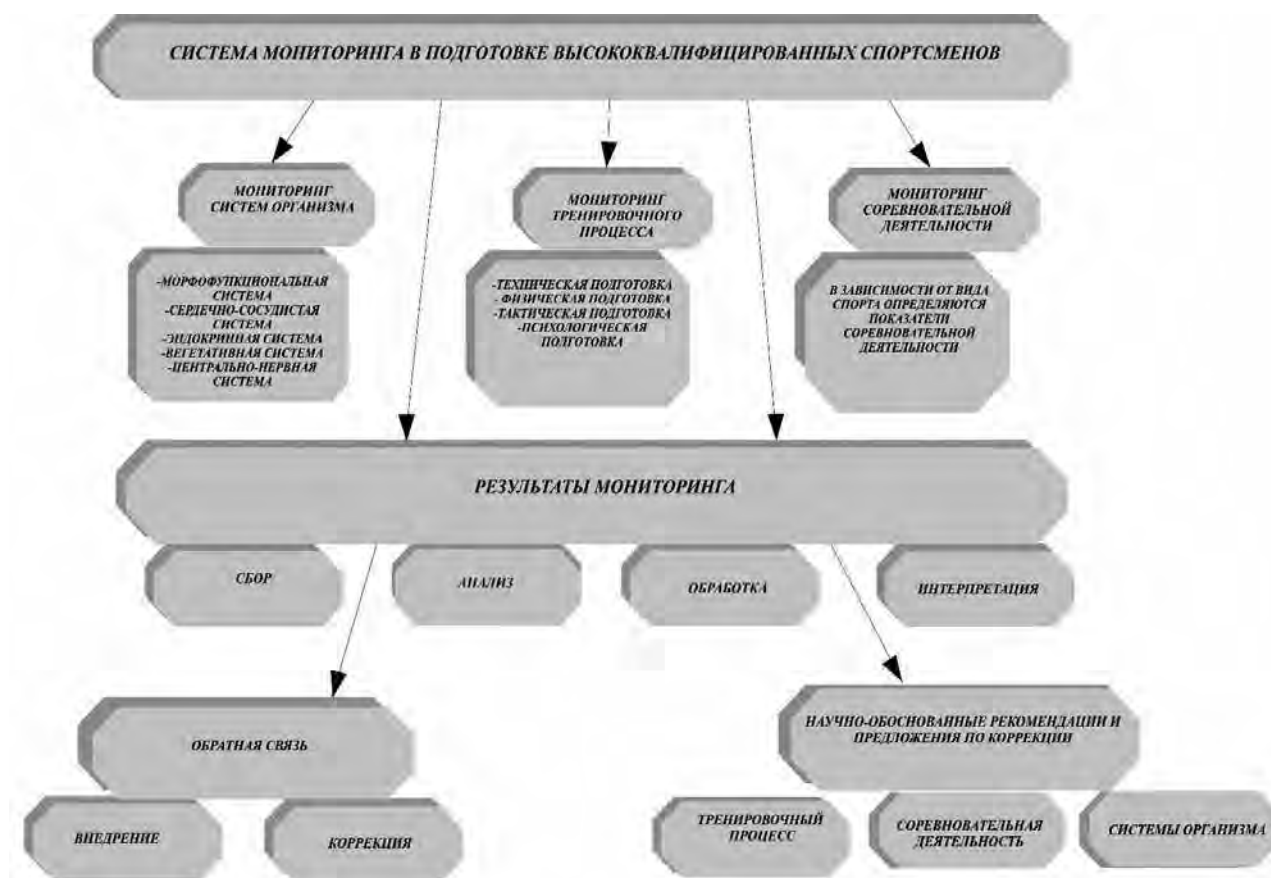 СИСТЕМА МОНИТОРИНГА В ПОДГОТОВКЕ ВЫСОКОКВАЛИФИЦИРОВАННЫХ СПОРТСМЕНОВ
МОНИТОРИНГ
СИСТЕМ ОРГАНИЗМА
-МОРФОФУНКЦИОНАЛЬНАЯ
СИСТЕМА
-СЕРДЕЧНО-СОСУДИСТАЯ
СИСТЕМА
-ЭНДОКРИННАЯ СИСТЕМА
-ВЕГЕТАТИВНАЯ СИСТЕМА
-ЦЕНТРАЛЬНО-НЕРВНАЯ
СИСТЕМА
МОНИТОРИНГ
ТРЕНИРОВОЧНОГО
ПРОЦЕССА
-ТЕХНИЧЕСКАЯ ПОДГОТОВКА
- ФИЗИЧЕСКАЯ ПОДГОТОВКА
-ТАКТИЧЕСКАЯ ПОДГОТОВКА
-ПСИХОЛОГИЧЕСКАЯ
ПОДГОТОВКА
МОНИТОРИНГ
СОРЕВНОВАТЕЛЬНОЙ
ДЕЯТЕЛЬНОСТИ
В ЗАВИСИМОСТИ ОТ ВИДА
СПОРТА ОПРЕДЕЛЯЮТСЯ
ПОКАЗАТЕЛИ
СОРЕВНОВАТЕЛЬНОЙ
ДЕЯТЕЛЬНОСТИ
РЕЗУЛЬТАТЫ МОНИТОРИНГА
СБОР
АНАЛИЗ
ОБРАБОТКА
ИНТЕРПРЕТАЦИЯ
ОБРАТНАЯ СВЯЗЬ
ВНЕДРЕНИЕ
КОРРЕКЦИЯ
НАУЧНО-ОБОСНОВАННЫЕ РЕКОМЕНДАЦИИ И
ПРЕДЛОЖЕНИЯ ПО КОРРЕКЦИИ
ТРЕНИРОВОЧНЫЙ
ПРОЦЕСС
СОРЕВНОВАТЕЛЬНАЯ
ДЕЯТЕЛЬНОСТЬ
СИСТЕМЫ ОРГАНИЗМА